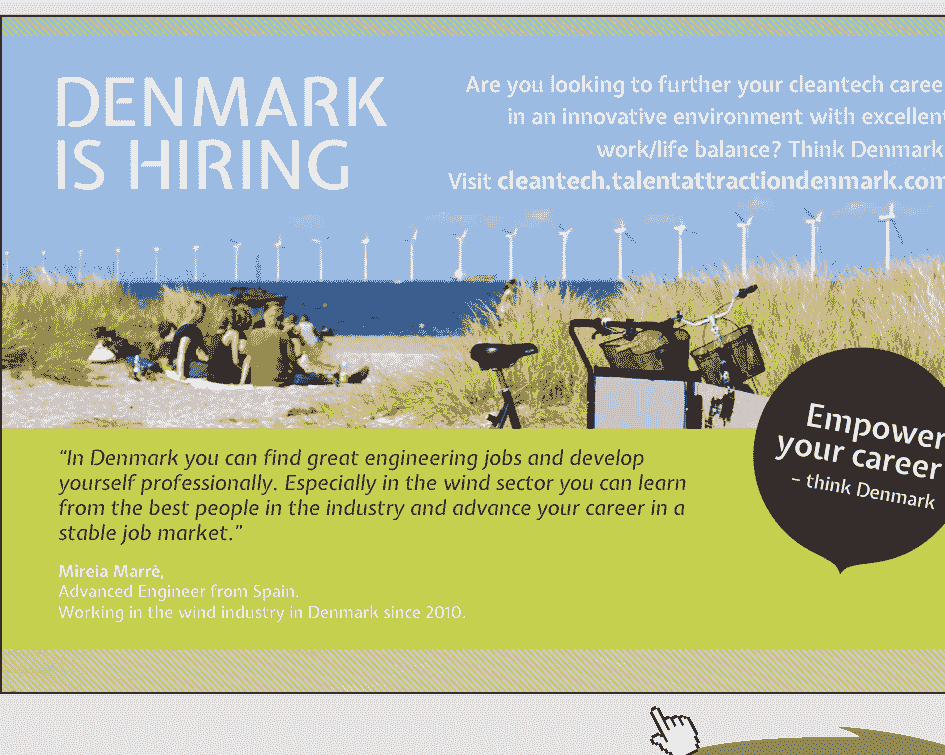 DENMARK
IS HIRING
Are you looking to further your cleantech caree
in an innovative environment with excellent
work/life balance? Think Denmark
Visit cleantech.talentattractiondenmark.com
"In Denmark you can find great engineering jobs and develop
yourself professionally. Especially in the wind sector you can learn
from the best people in the industry and advance your career in a
stable job market."
Mireia Marrè,
Advanced Engineer from Spain.
Working in the wind industry in Denmark since 2010.
Empower
your career
– think Denmark